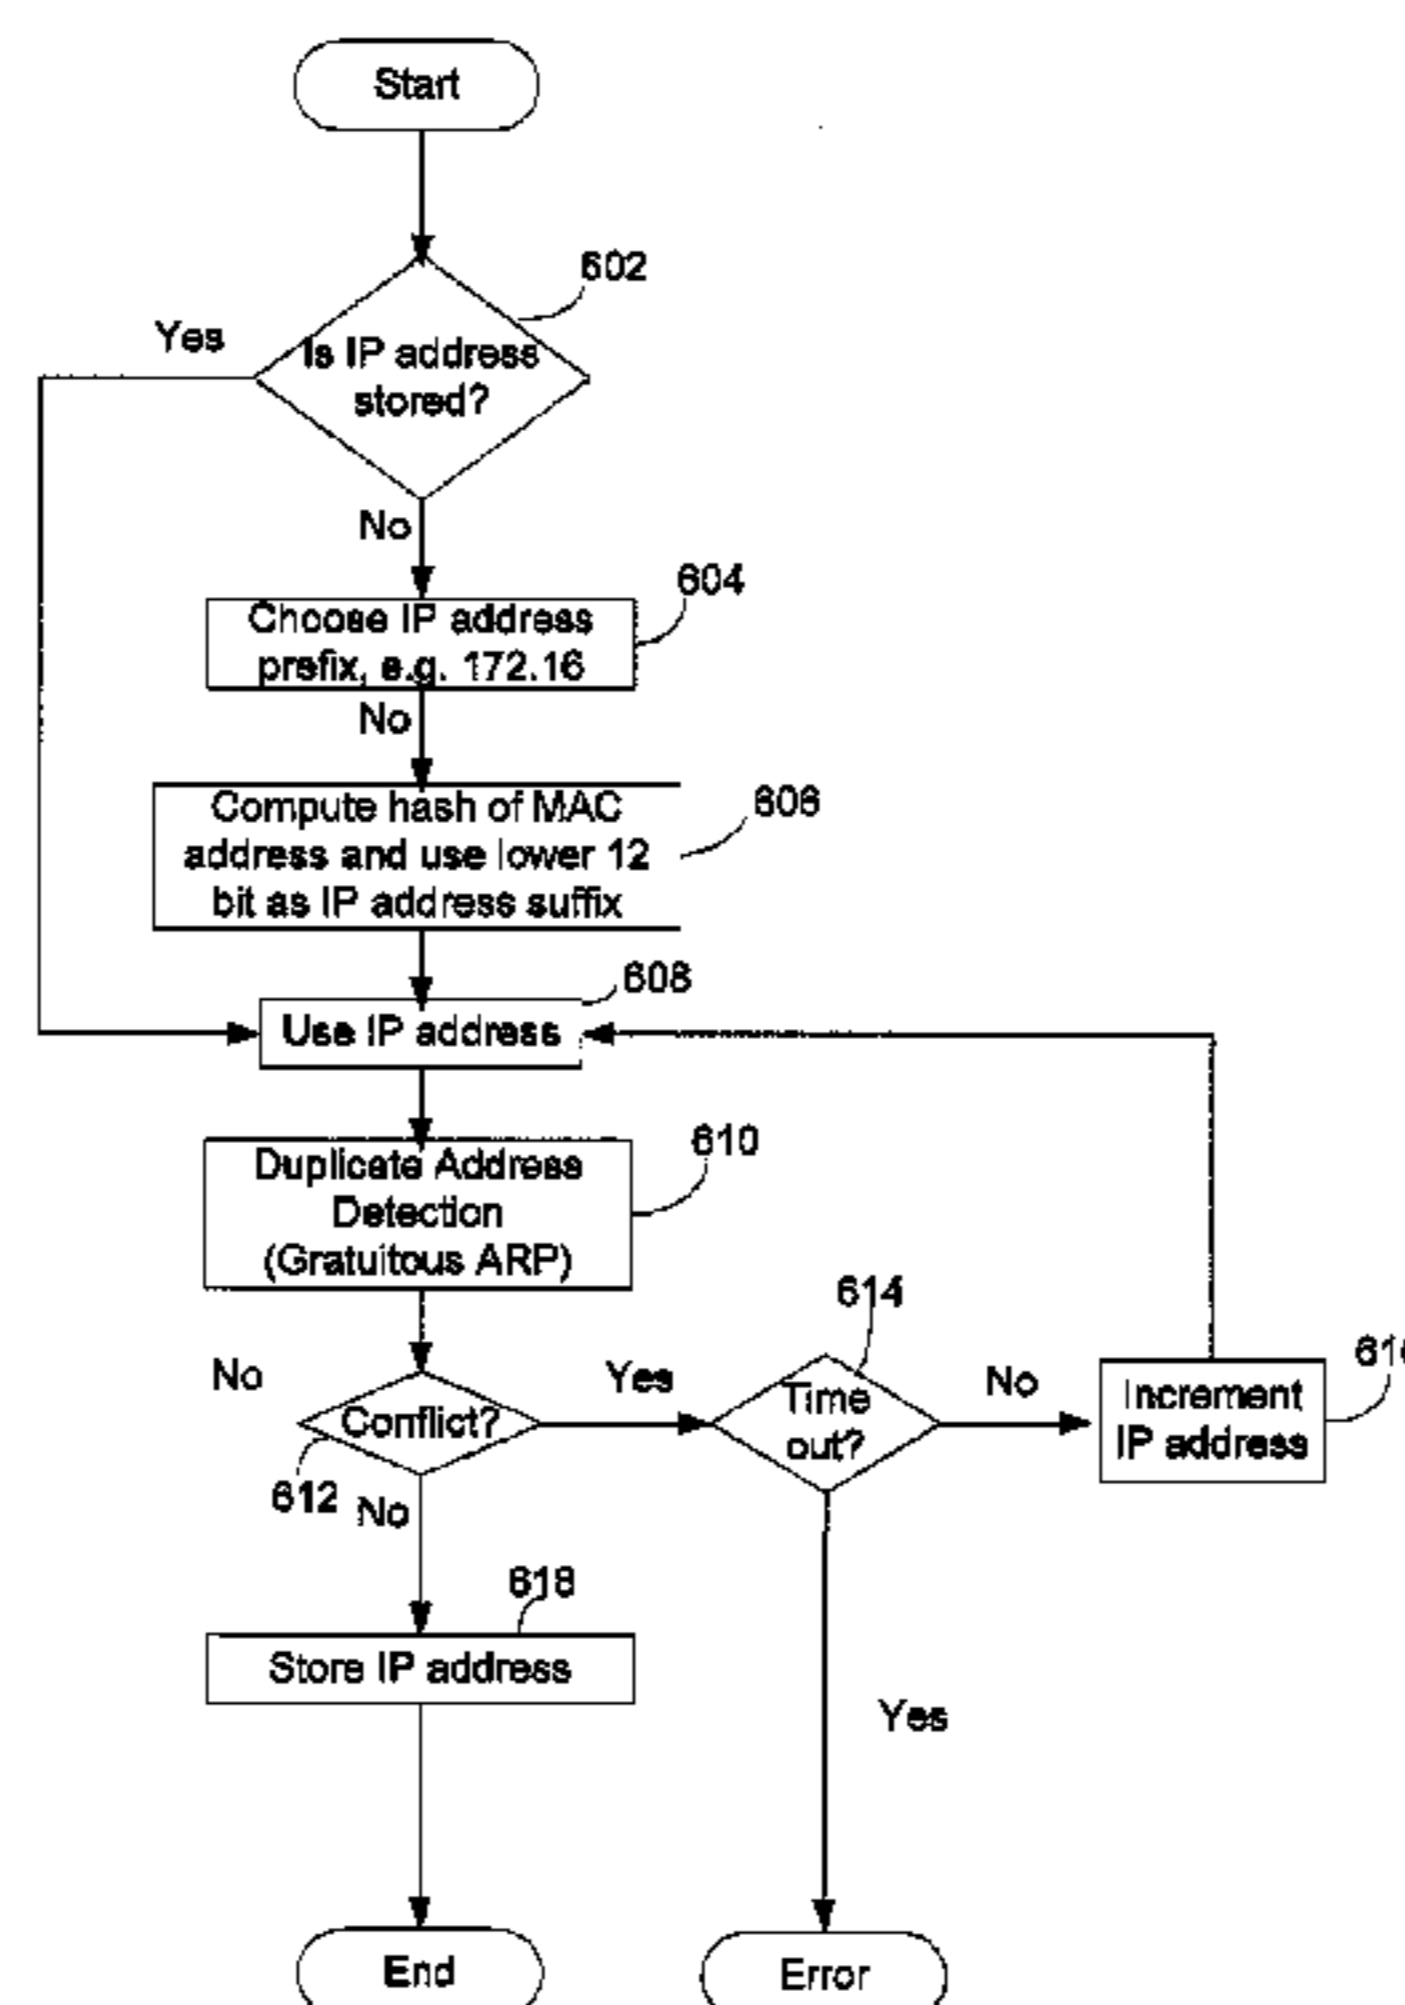 Start
602
Yes
Is IP address
stored?
No
604
Choose IP address
prefix, e.g. 172.16
No
606
Compute hash of MAC
address and use lower 12
bit as IP address suffix
608
Use IP address
610
Duplicate Address
Detection
(Gratuitous ARP)
614
No
Yes
No
616
Conflict?
Time
out?
Increment
IP address
612
No
618
Store IP address
Yes
End
Error